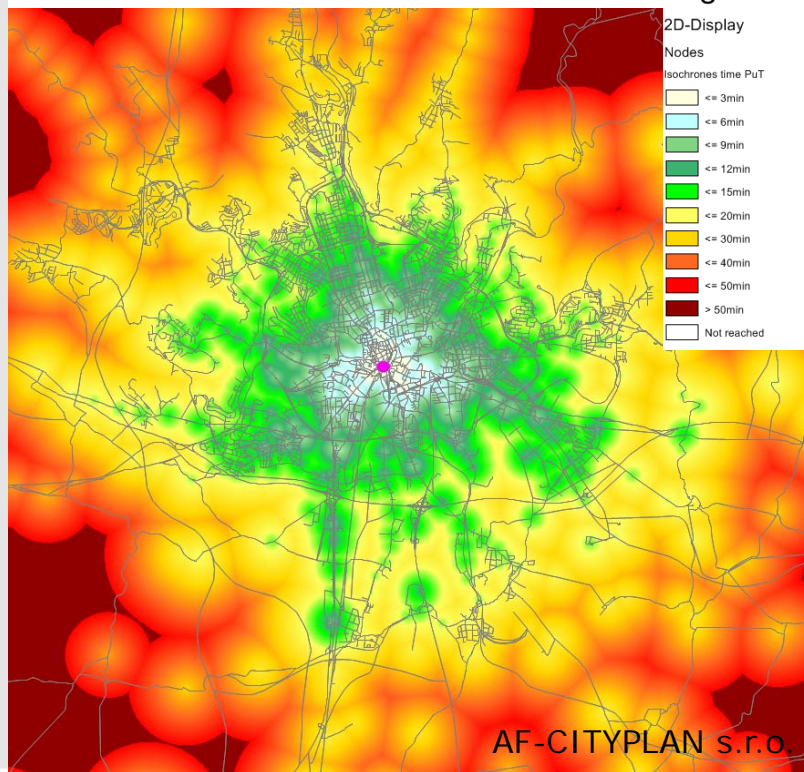 2D-Display
Nodes
Isochrones time PuT
<= 3min
<= 6min
<= 9min
<= 12min
<= 15min
<= 20min
<= 30min
<= 40min
<= 50min
> 50min
Not reached
AF-CITYPLAN s.r.o.